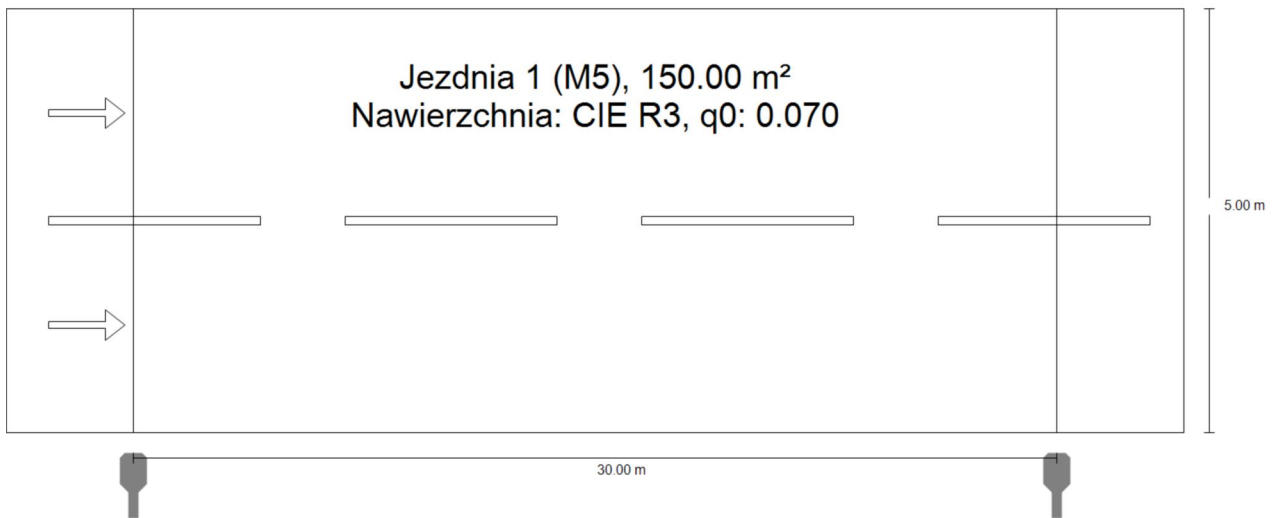 Jezdnia 1 (M5), 150.00 m²
Nawierzchnia: CIE R3, q0: 0.070
5.00 m
30.00 m